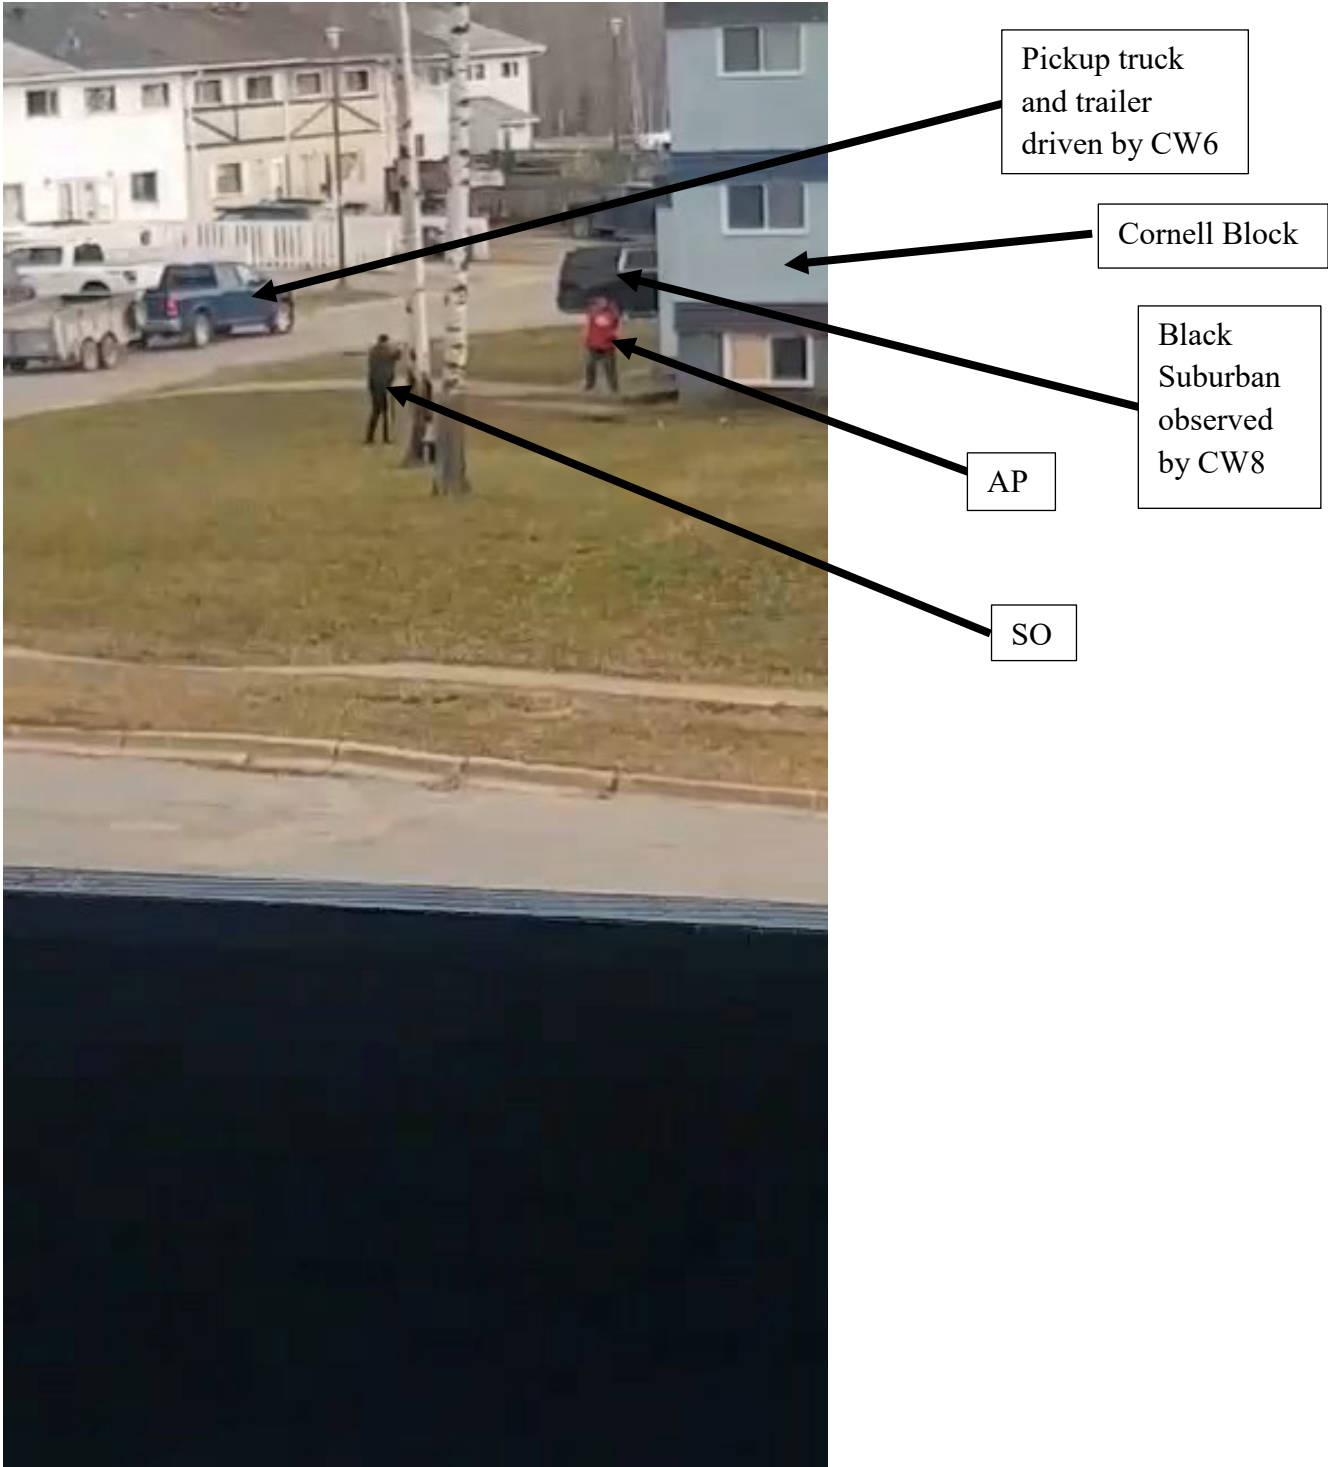 Pickup truck
and trailer
driven by CW6
Cornell Block
Black
Suburban
observed
by CW8
AP
SO